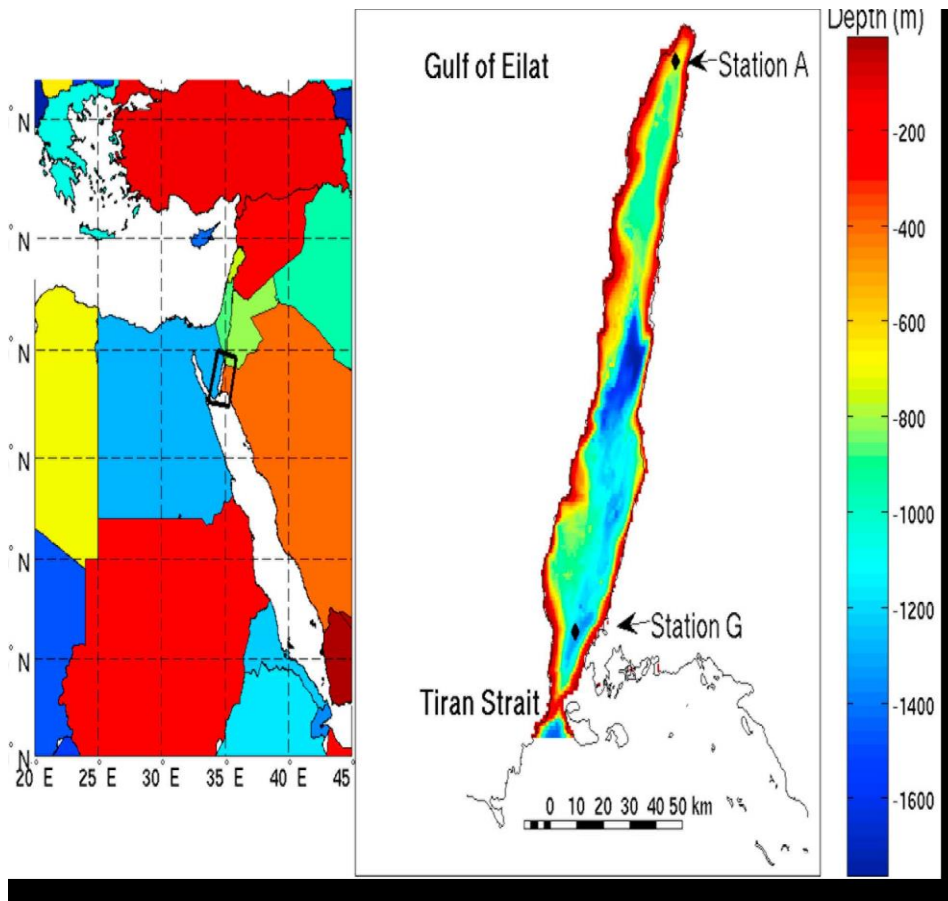 Depth (m)
Gulf of Eilat
Station A
-200
-400
-600
-800
-1000
-1200
-1400
-1600
Station G
Tiran Strait
0 10 20 30 40 50 km
° N
° N
° N
° N
° N
° N
° N
20 E 25 E 30 E 35 E 40 E 45